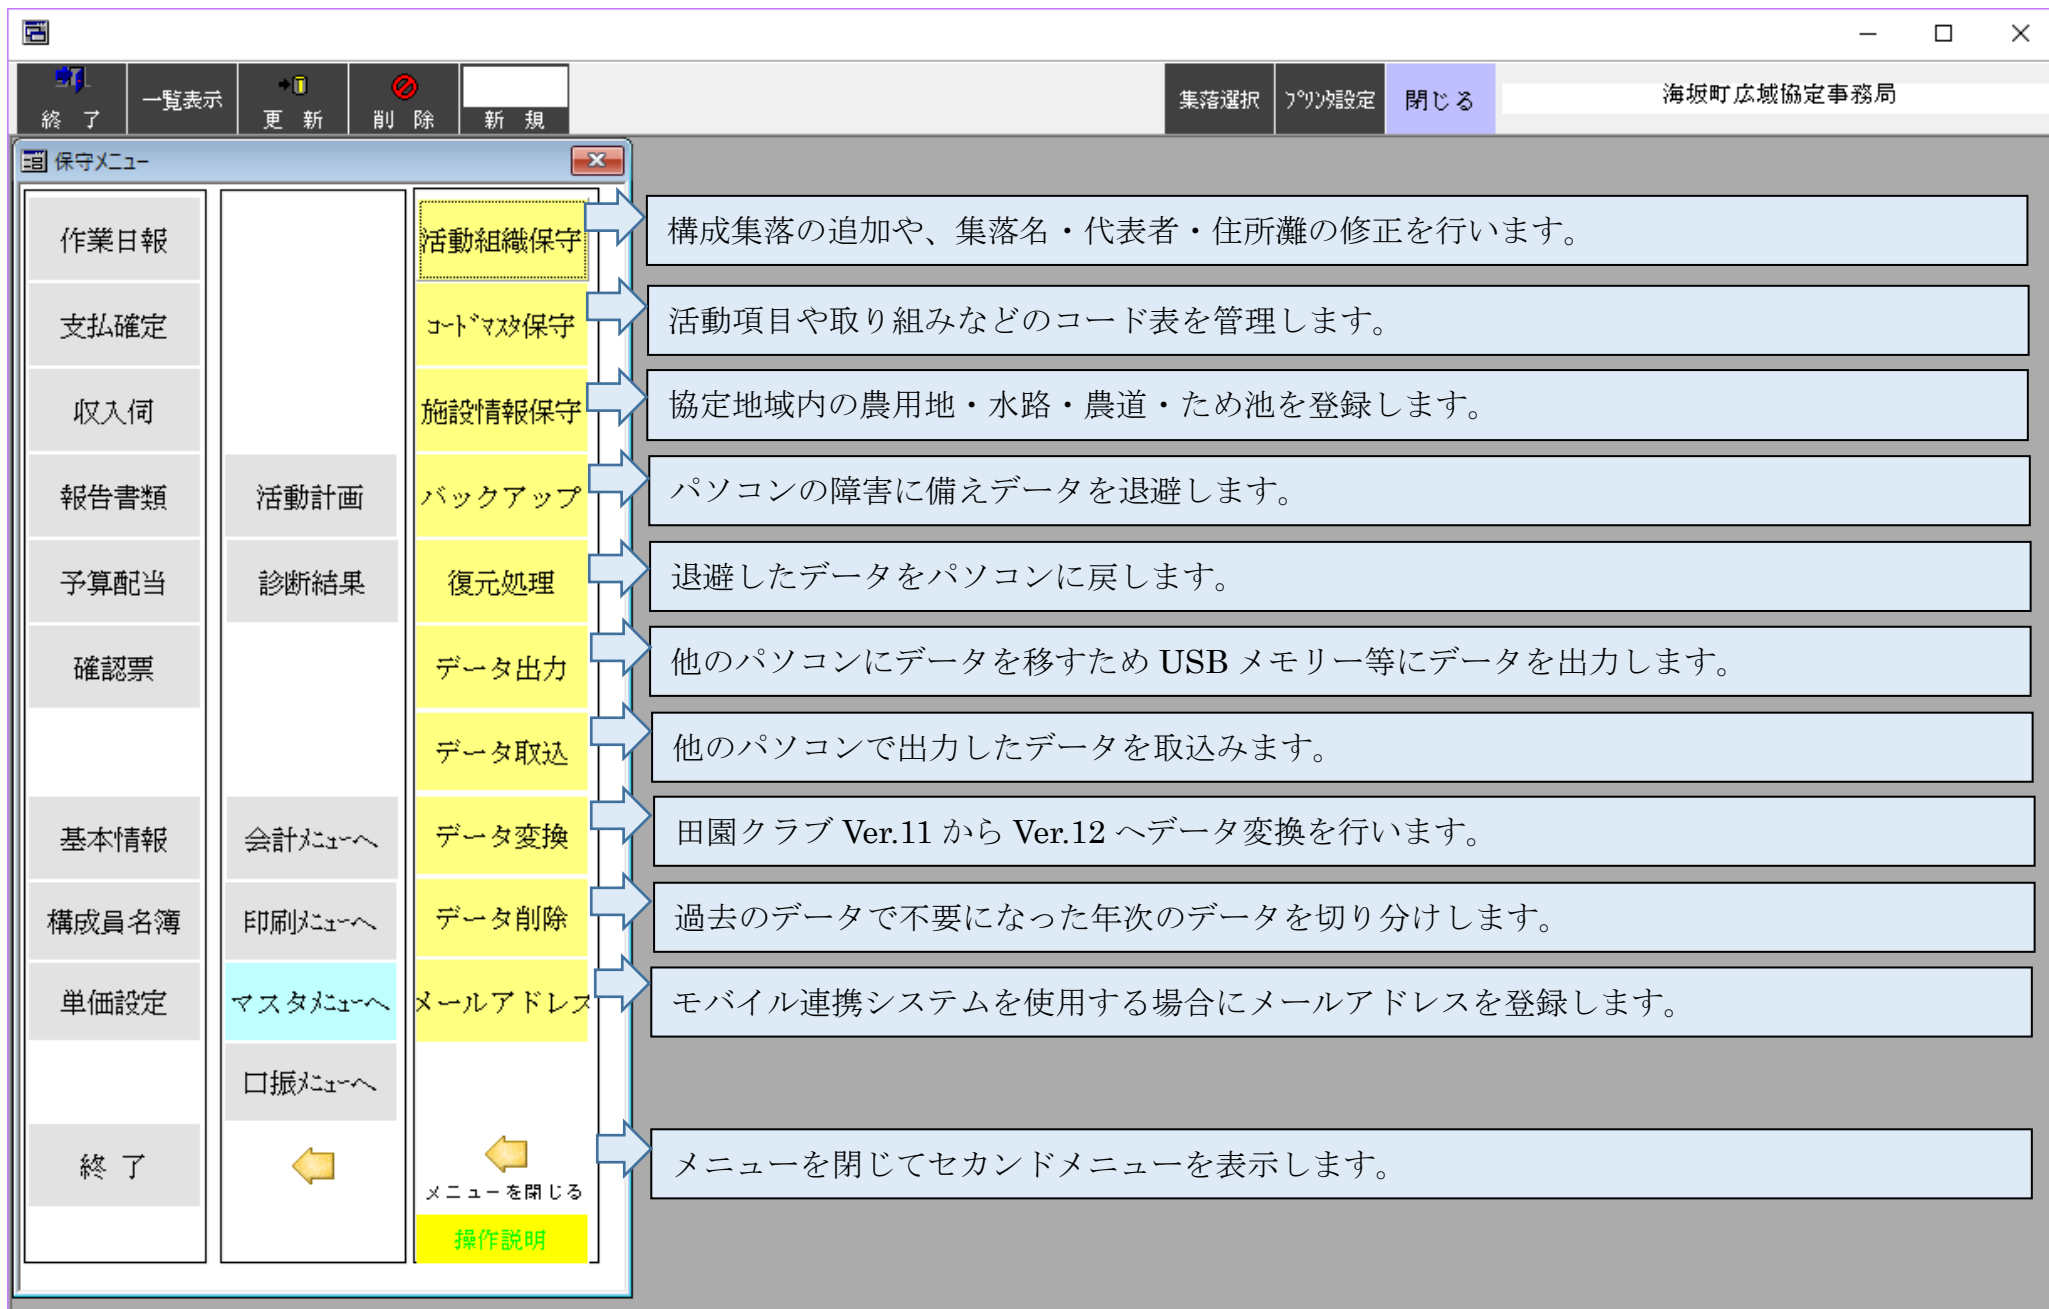 終 了
一覧表示
更 新
削 除
新 規
集落選択
プリンタ設定
閉じる
海坂町広域協定事務局
保守メニュー
作業日報
支払確定
収入伺
報告書類
予算配当
確認票
基本情報
構成員名簿
単価設定
終 了
活動計画
診断結果
会計メニューへ
印刷メニューへ
マスタメニューへ
口振メニューへ
活動組織保守
構成集落の追加や、集落名・代表者・住所灘の修正を行います。
コードマスタ保守
活動項目や取り組みなどのコード表を管理します。
施設情報保守
協定地域内の農用地・水路・農道・ため池を登録します。
バックアップ
パソコンの障害に備えデータを退避します。
復元処理
退避したデータをパソコンに戻します。
データ出力
他のパソコンにデータを移すため USB メモリー等にデータを出力します。
データ取込
他のパソコンで出力したデータを取込みます。
データ変換
田園クラブ Ver.11 から Ver.12 へデータ変換を行います。
データ削除
過去のデータで不要になった年次のデータを切り分けします。
メールアドレス
モバイル連携システムを使用する場合にメールアドレスを登録します。
メニューを閉じる
メニューを閉じてセカンドメニューを表示します。
操作説明